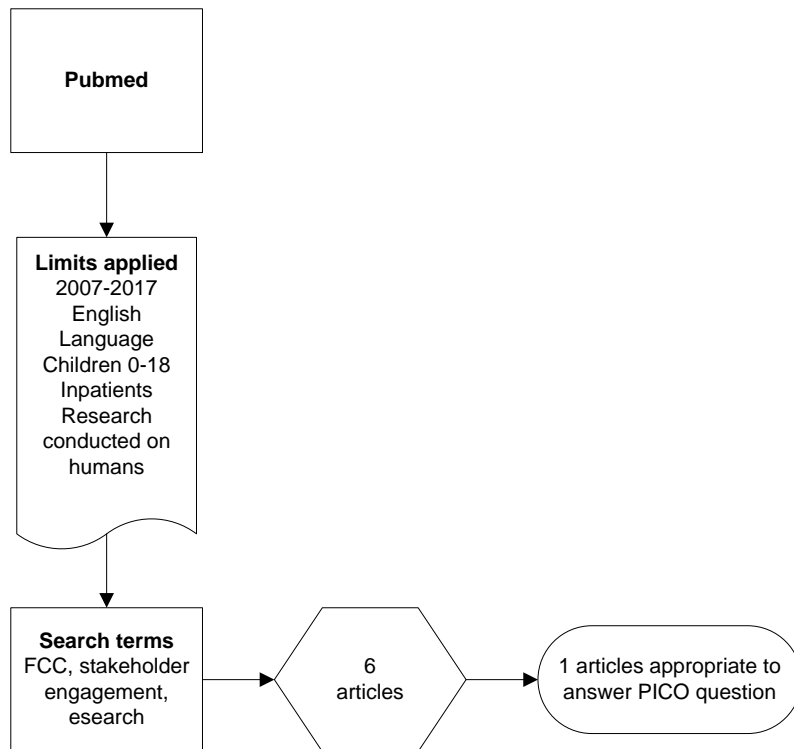 Pubmed
Limits applied
2007-2017
English
Language
Children 0-18
Inpatients
Research
conducted on
humans
Search terms
FCC, stakeholder
engagement,
esearch
6
articles
1 articles appropriate to
answer PICO question